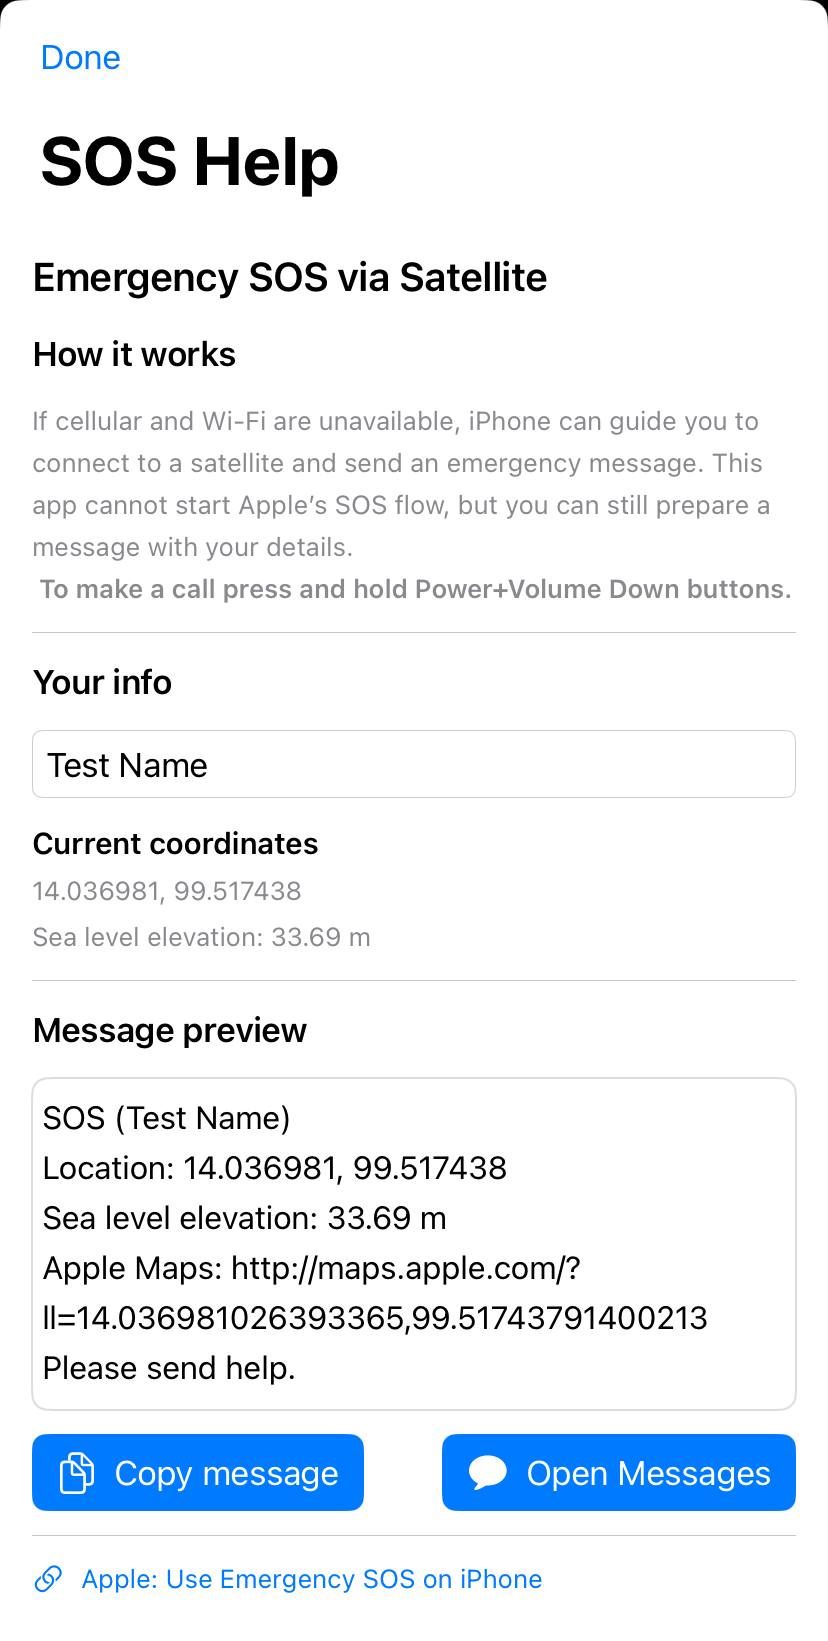 Done
SOS Help
Emergency SOS via Satellite
How it works
If cellular and Wi-Fi are unavailable, iPhone can guide you to
connect to a satellite and send an emergency message. This
app cannot start Apple’s SOS flow, but you can still prepare a
message with your details.
To make a call press and hold Power+Volume Down buttons.
Your info
Test Name
Current coordinates
14.036981, 99.517438
Sea level elevation: 33.69 m
Message preview
SOS (Test Name)
Location: 14.036981, 99.517438
Sea level elevation: 33.69 m
Apple Maps: http://maps.apple.com/?
ll=14.036981026393365,99.51743791400213
Please send help.
Copy message
Open Messages
Apple: Use Emergency SOS on iPhone